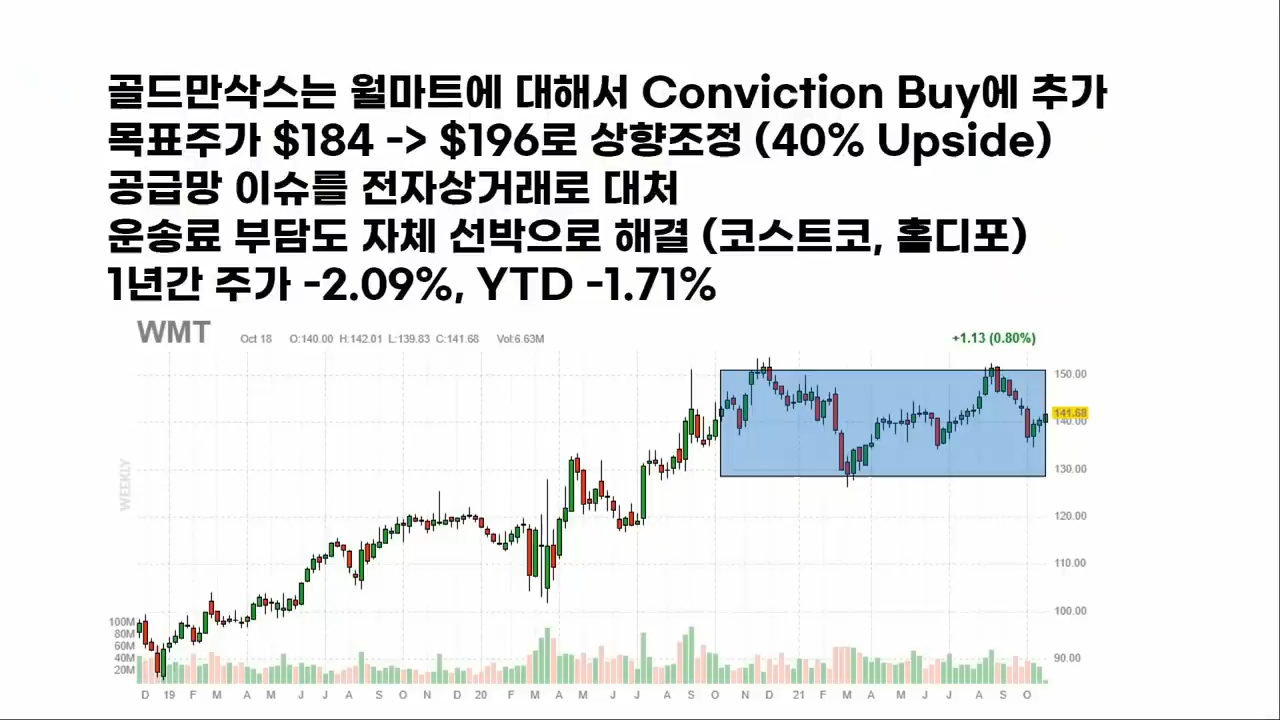 골드만삭스는 월마트에 대해서 Conviction Buy에 추가
목표주가 $184 -> $196로 상향조정 (40% Upside)
공급망 이슈를 전자상거래로 대처
운송료 부담도 자체 선박으로 해결 (코스트코, 홈디포)
1년간 주가 -2.09%, YTD -1.71%
WMT Oct 18 O:140.00 H:142.01 L:139.83 C:141.68 Vol:6.63M +1.13 (0.80%)
150.00
141.68
140.00
130.00
120.00
110.00
100.00
90.00
WEEKLY
100M
80M
60M
40M
20M
D 19 F M A M J J A S O N D 20 F M A M J J A S O N D 21 F M A M J J A S O